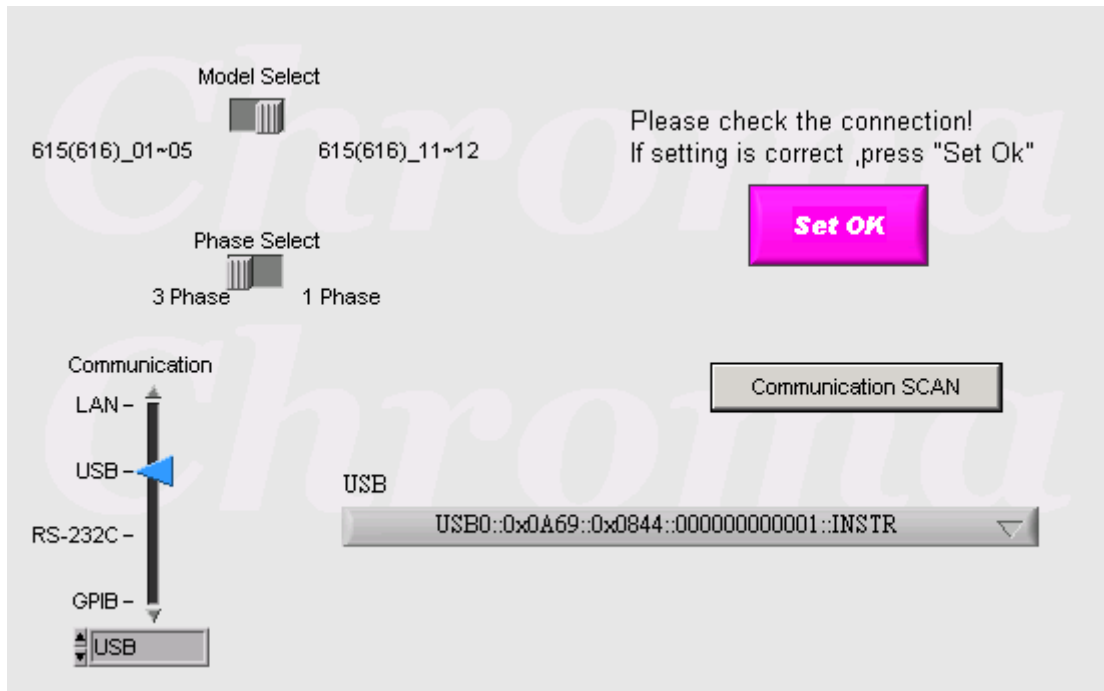 Chroma
Model Select
615(616)_01~05
615(616)_11~12
Please check the connection!
If setting is correct ,press "Set Ok"
Set OK
Phase Select
3 Phase
1 Phase
Chroma
Communication
LAN
USB
RS-232C
GPIB
USB
Communication SCAN
USB
USB0::0x0A69::0x0844::000000000001::INSTR